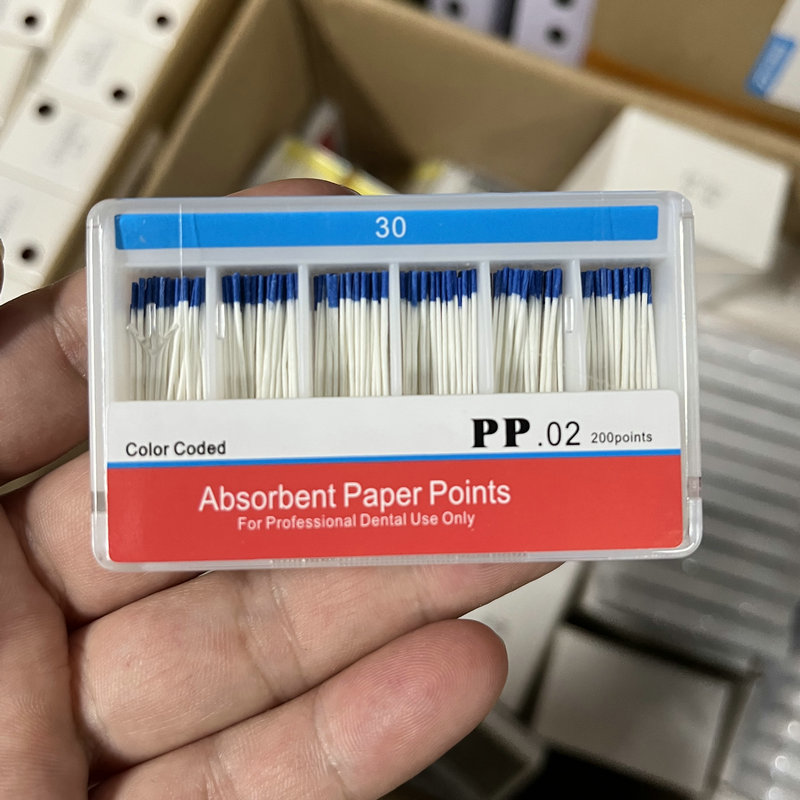 30
Color Coded
PP .02 200points
Absorbent Paper Points
For Professional Dental Use Only